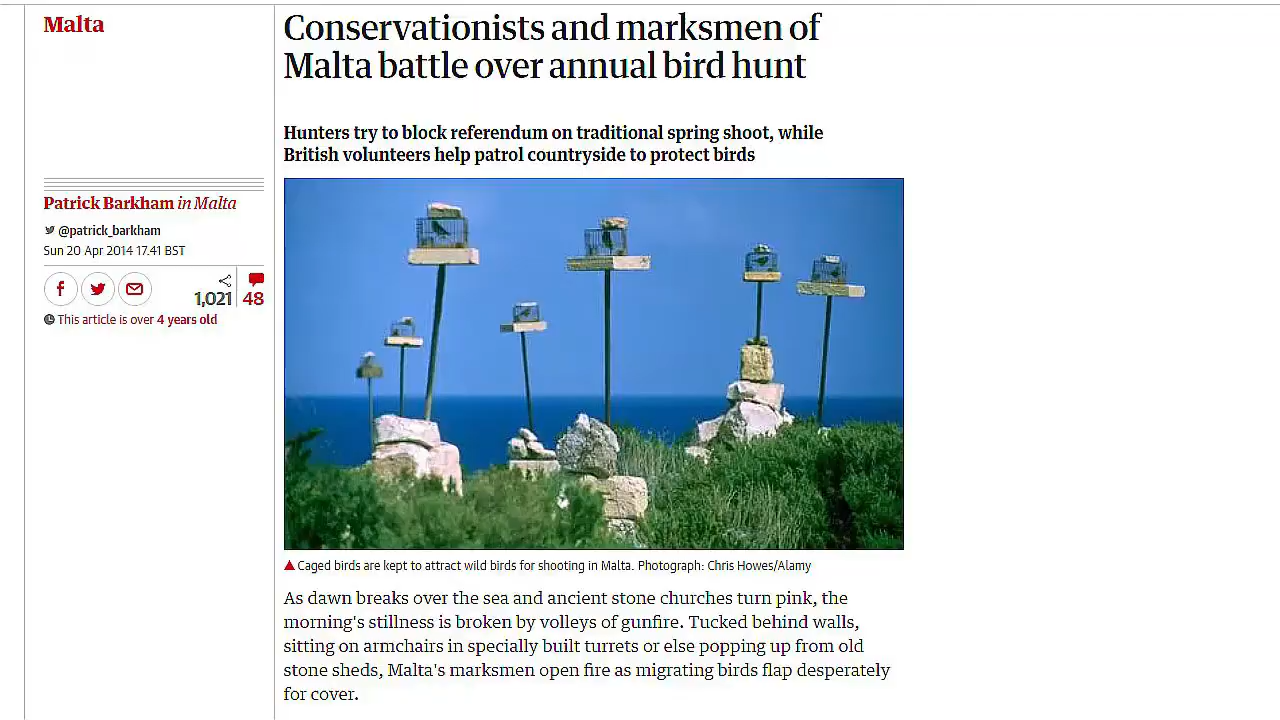 Malta
Conservationists and marksmen of
Malta battle over annual bird hunt
Hunters try to block referendum on traditional spring shoot, while
British volunteers help patrol countryside to protect birds
Patrick Barkham in Malta
@patrick_barkham
Sun 20 Apr 2014 17.41 BST
1,021
48
This article is over 4 years old
Caged birds are kept to attract wild birds for shooting in Malta. Photograph: Chris Howes/Alamy
As dawn breaks over the sea and ancient stone churches turn pink, the
morning's stillness is broken by volleys of gunfire. Tucked behind walls,
sitting on armchairs in specially built turrets or else popping up from old
stone sheds, Malta's marksmen open fire as migrating birds flap desperately
for cover.